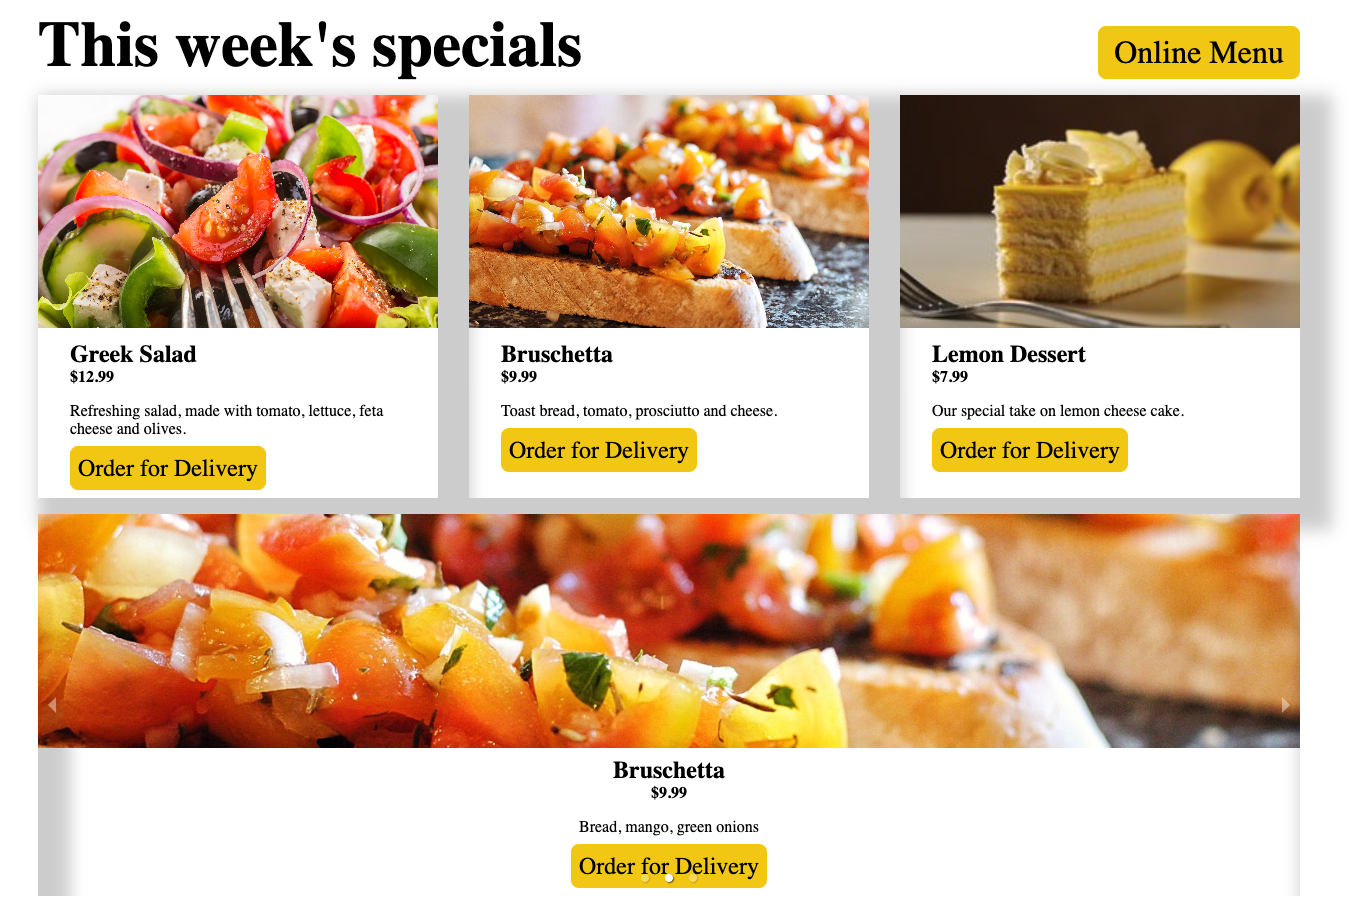 This week's specials
Online Menu
Greek Salad
$12.99
Refreshing salad, made with tomato, lettuce, feta
cheese and olives.
Order for Delivery
Bruschetta
$9.99
Toast bread, tomato, prosciutto and cheese.
Order for Delivery
Lemon Dessert
$7.99
Our special take on lemon cheese cake.
Order for Delivery
Bruschetta
$9.99
Bread, mango, green onions
Order for Delivery